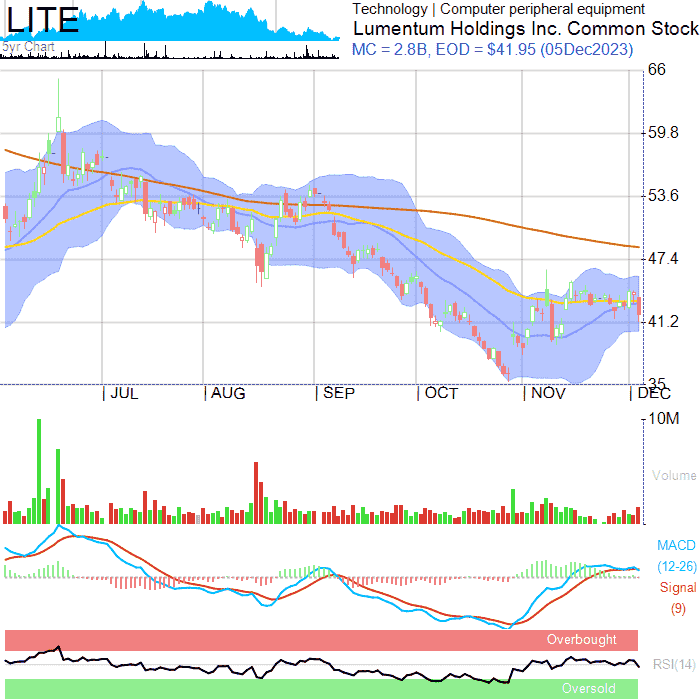 LITE
5yr Chart
Technology | Computer peripheral equipment
Lumentum Holdings Inc. Common Stock
MC = 2.8B, EOD = $41.95 (05Dec2023)
66
59.8
53.6
47.4
41.2
35
JUL
AUG
SEP
OCT
NOV
DEC
10M
Volume
MACD
(12-26)
Signal
(9)
Overbought
RSI(14)
Oversold